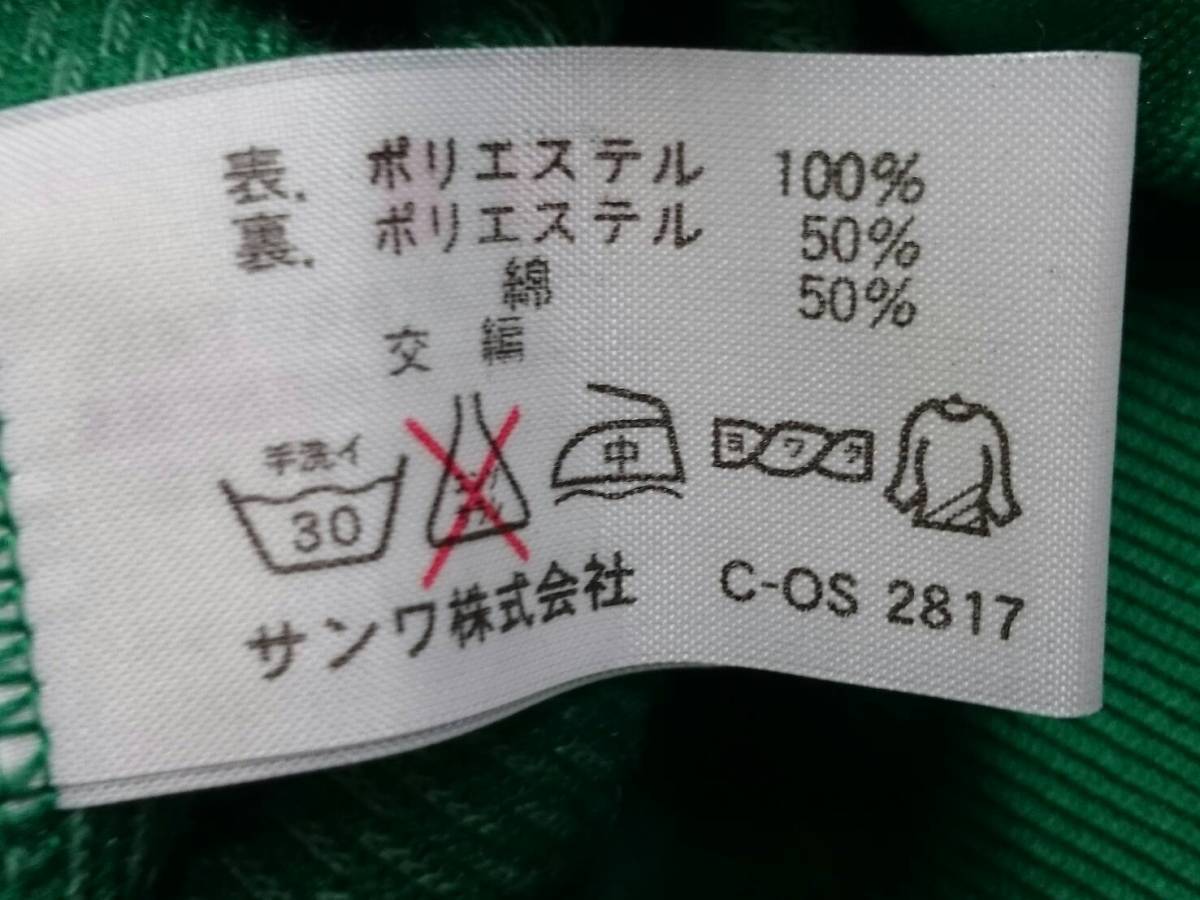 表. ポリエステル 100%
裏. ポリエステル 50%
綿 50%
交 編
手洗イ
30
中
ヨワク
サンワ株式会社 C-OS 2817